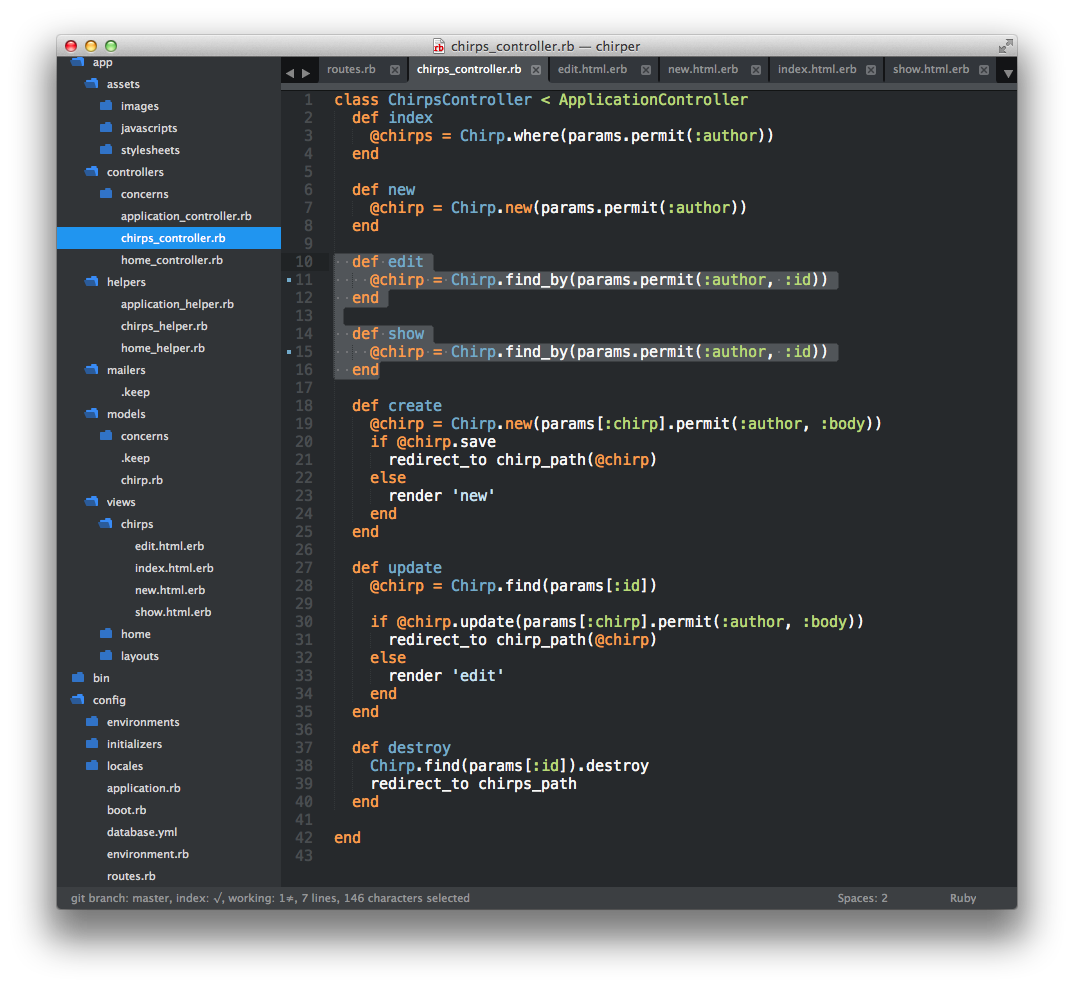 chirps_controller.rb — chirper
app
assets
images
javascripts
stylesheets
controllers
concerns
application_controller.rb
chirps_controller.rb
home_controller.rb
helpers
application_helper.rb
chirps_helper.rb
home_helper.rb
mailers
.keep
models
concerns
.keep
chirp.rb
views
chirps
edit.html.erb
index.html.erb
new.html.erb
show.html.erb
home
layouts
bin
config
environments
initializers
locales
application.rb
boot.rb
database.yml
environment.rb
routes.rb
routes.rb chirps_controller.rb edit.html.erb new.html.erb index.html.erb show.html.erb
1 class ChirpsController < ApplicationController
2   def index
3     @chirps = Chirp.where(params.permit(:author))
4   end
5
6   def new
7     @chirp = Chirp.new(params.permit(:author))
8   end
9
10   def edit
11     @chirp = Chirp.find_by(params.permit(:author, :id))
12   end
13
14   def show
15     @chirp = Chirp.find_by(params.permit(:author, :id))
16   end
17
18   def create
19     @chirp = Chirp.new(params[:chirp].permit(:author, :body))
20     if @chirp.save
21       redirect_to chirp_path(@chirp)
22     else
23       render 'new'
24     end
25   end
26
27   def update
28     @chirp = Chirp.find(params[:id])
29
30     if @chirp.update(params[:chirp].permit(:author, :body))
31       redirect_to chirp_path(@chirp)
32     else
33       render 'edit'
34     end
35   end
36
37   def destroy
38     Chirp.find(params[:id]).destroy
39     redirect_to chirps_path
40   end
41
42 end
43
git branch: master, index: √, working: 1≠, 7 lines, 146 characters selected Spaces: 2 Ruby